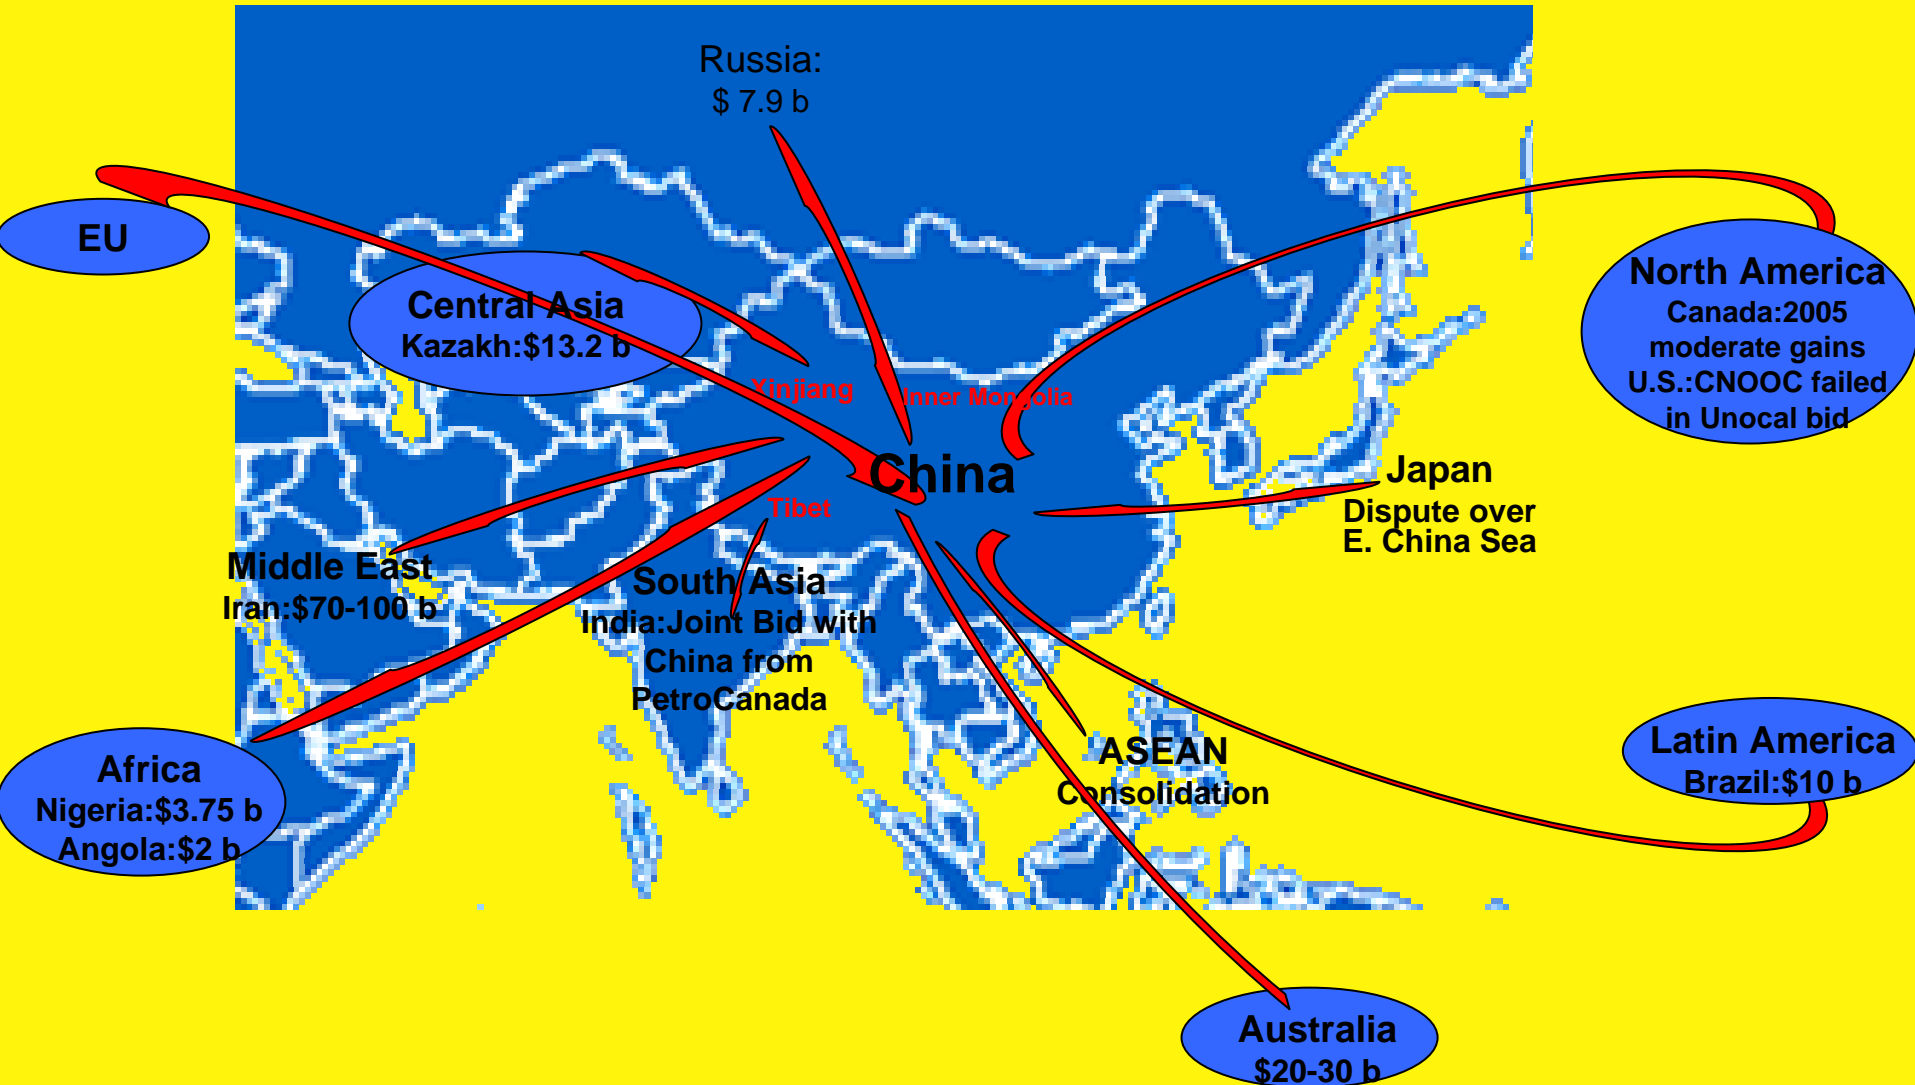 Russia:
$ 7.9 b
EU
Central Asia
Kazakh:$13.2 b
North America
Canada:2005
moderate gains
U.S.:CNOOC failed
in Unocal bid
Xinjiang
Inner Mongolia
China
Japan
Dispute over
E. China Sea
Tibet
Middle East
Iran:$70-100 b
South Asia
India:Joint Bid with
China from
PetroCanada
Africa
Nigeria:$3.75 b
Angola:$2 b
ASEAN
Consolidation
Latin America
Brazil:$10 b
Australia
$20-30 b